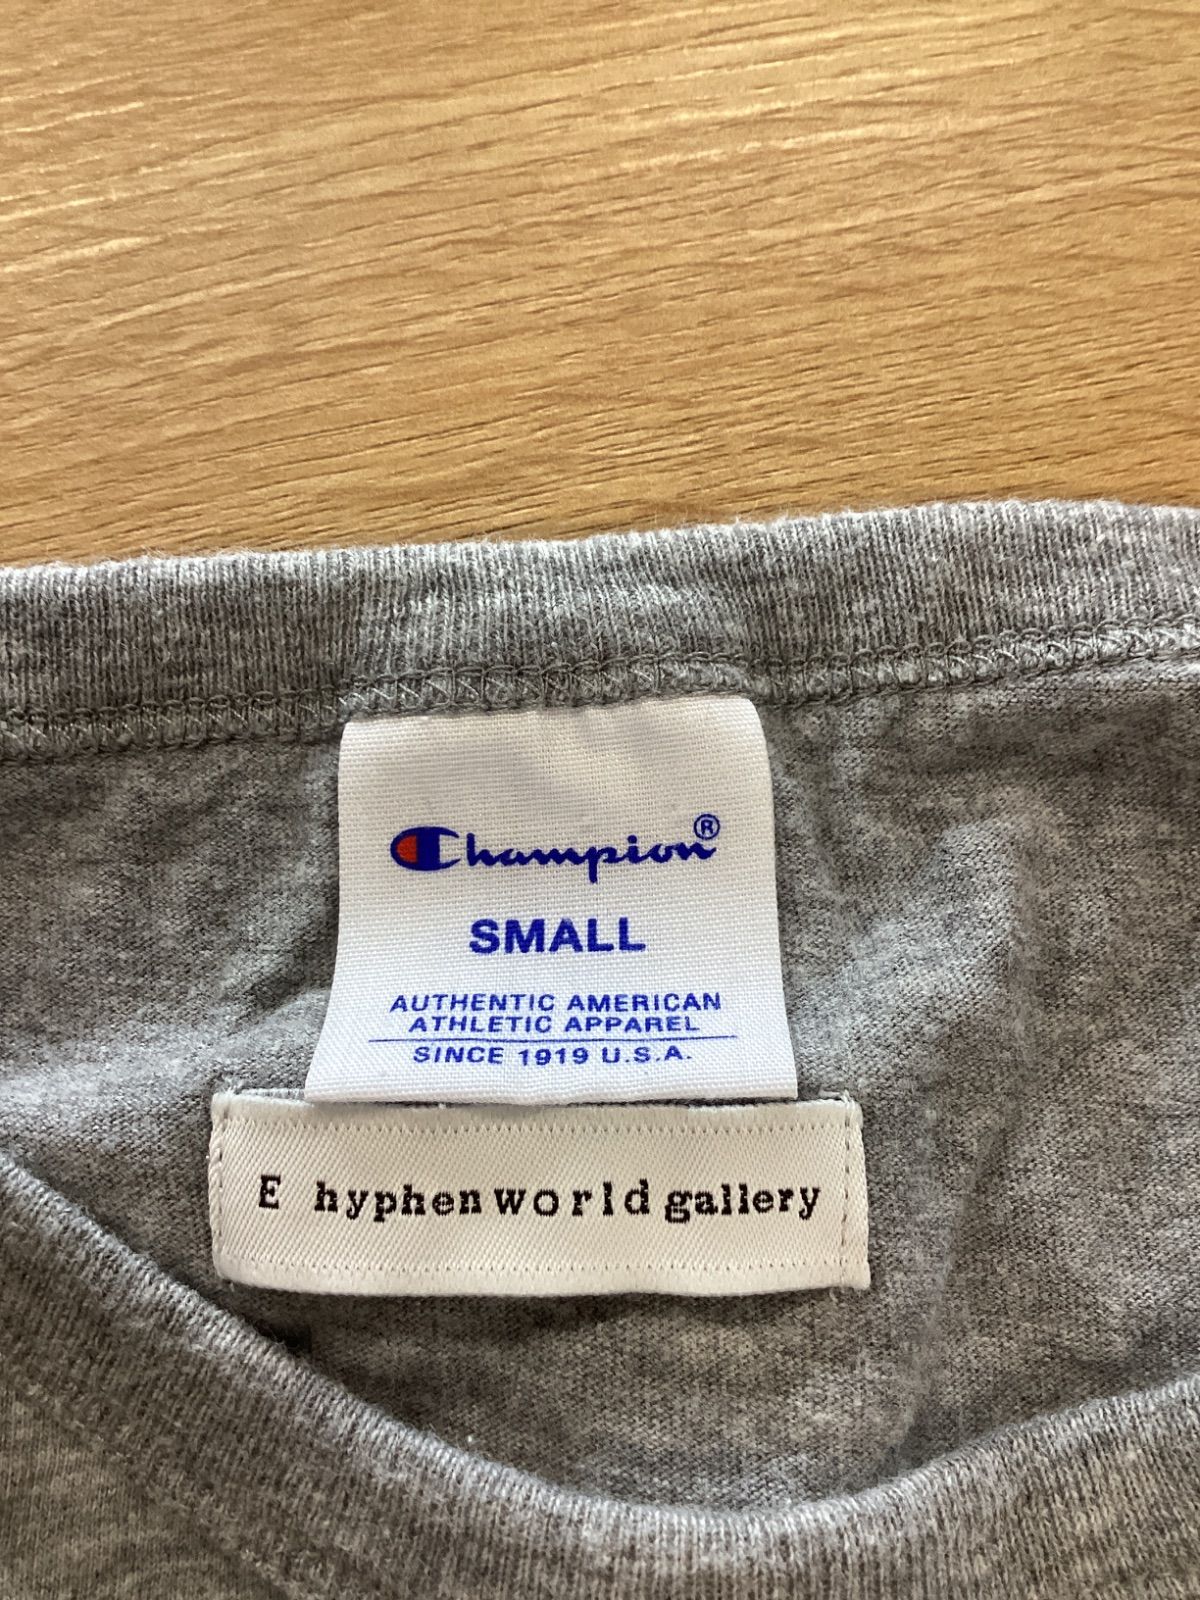 Champion®
SMALL
AUTHENTIC AMERICAN
ATHLETIC APPAREL
SINCE 1919 U.S.A.
E hyphen world gallery